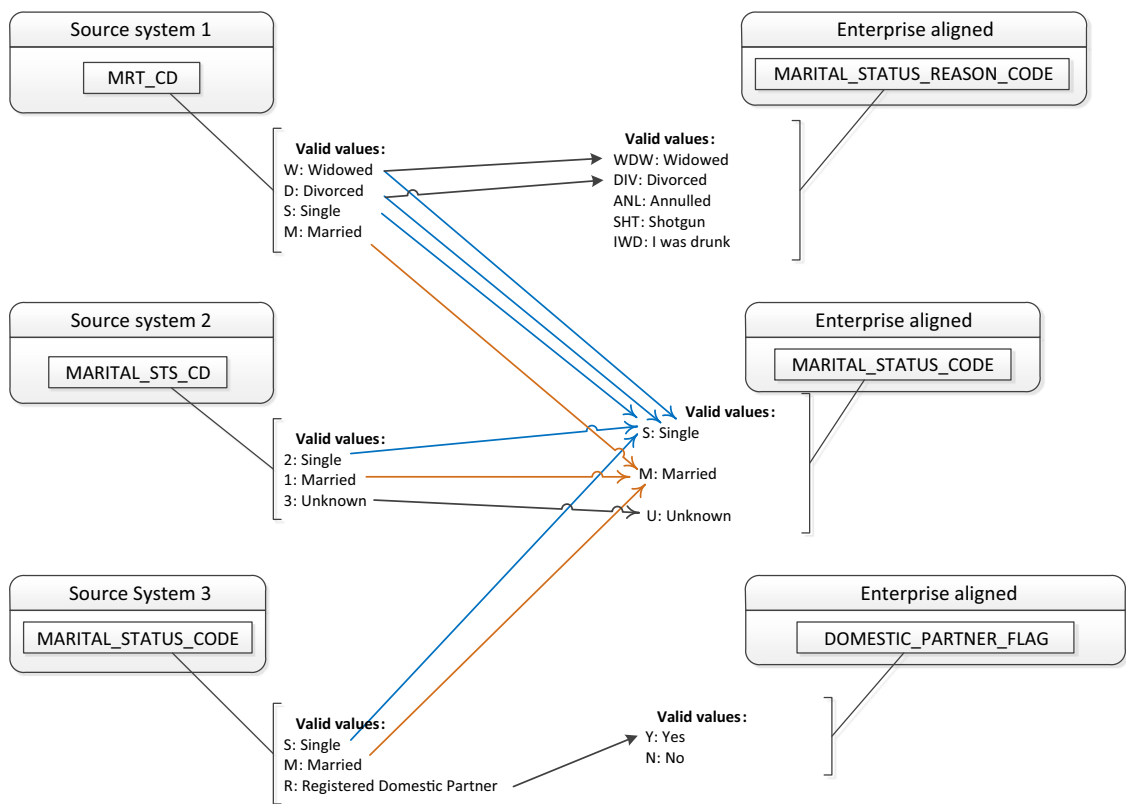 Source system 1
MRT_CD
Valid values:
W: Widowed
D: Divorced
S: Single
M: Married
Enterprise aligned
MARITAL_STATUS_REASON_CODE
Valid values:
WDW: Widowed
DIV: Divorced
ANL: Annulled
SHT: Shotgun
IWD: I was drunk
Source system 2
MARITAL_STS_CD
Valid values:
2: Single
1: Married
3: Unknown
Enterprise aligned
MARITAL_STATUS_CODE
Valid values:
S: Single
M: Married
U: Unknown
Source System 3
MARITAL_STATUS_CODE
Valid values:
S: Single
M: Married
R: Registered Domestic Partner
Enterprise aligned
DOMESTIC_PARTNER_FLAG
Valid values:
Y: Yes
N: No